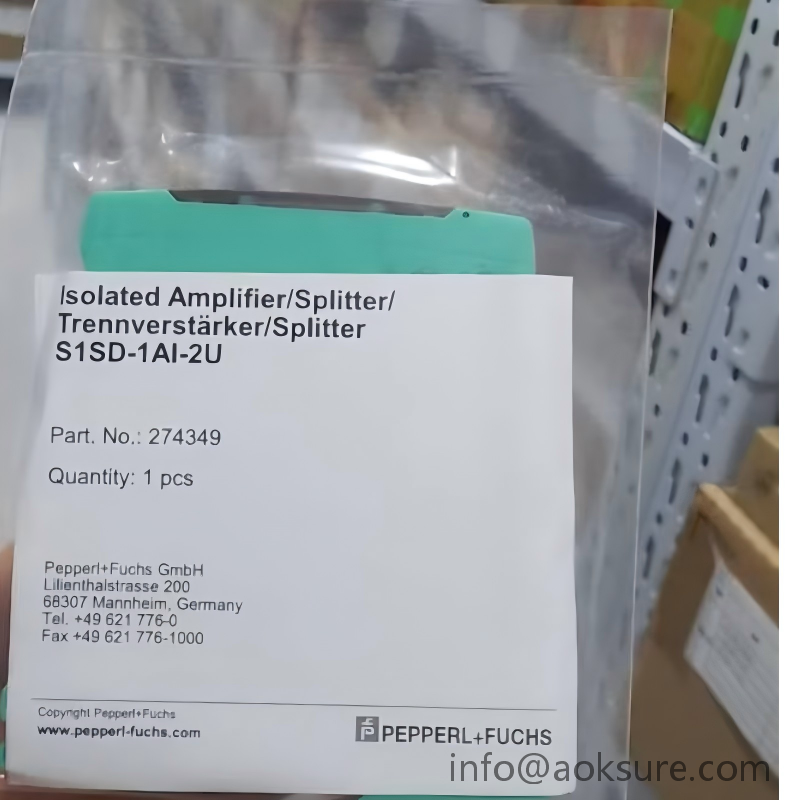 Isolated Amplifier/Splitter/
Trennverstärker/Splitter
S1SD-1AI-2U
Part. No.: 274349
Quantity: 1 pcs
Pepperl+Fuchs GmbH
Lilienthalstrasse 200
68307 Mannheim, Germany
Tel. +49 621 776-0
Fax +49 621 776-1000
Copyright Pepperl+Fuchs
www.pepperl-fuchs.com
PEPPERL+FUCHS
info@aoksure.com